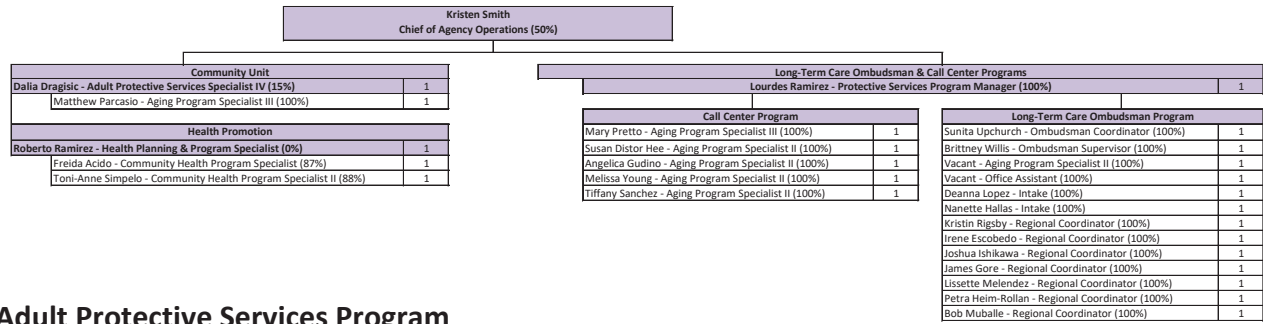 Kristen Smith
Chief of Agency Operations (50%)
Community Unit
Dalia Dragisic - Adult Protective Services Specialist IV (15%) 1
Matthew Parcasio - Aging Program Specialist III (100%) 1
Health Promotion
Roberto Ramirez - Health Planning & Program Specialist (0%) 1
Freida Acido - Community Health Program Specialist (87%) 1
Toni-Anne Simpelo - Community Health Program Specialist II (88%) 1
Long-Term Care Ombudsman & Call Center Programs
Lourdes Ramirez - Protective Services Program Manager (100%) 1
Call Center Program
Mary Pretto - Aging Program Specialist III (100%) 1
Susan Distor Hee - Aging Program Specialist II (100%) 1
Angelica Gudino - Aging Program Specialist II (100%) 1
Melissa Young - Aging Program Specialist II (100%) 1
Tiffany Sanchez - Aging Program Specialist II (100%) 1
Long-Term Care Ombudsman Program
Sunita Upchurch - Ombudsman Coordinator (100%) 1
Brittney Willis - Ombudsman Supervisor (100%) 1
Vacant - Aging Program Specialist II (100%) 1
Vacant - Office Assistant (100%) 1
Deanna Lopez - Intake (100%) 1
Nanette Hallas - Intake (100%) 1
Kristin Rigsby - Regional Coordinator (100%) 1
Irene Escobedo - Regional Coordinator (100%) 1
Joshua Ishikawa - Regional Coordinator (100%) 1
James Gore - Regional Coordinator (100%) 1
Lissette Melendez - Regional Coordinator (100%) 1
Petra Heim-Rollan - Regional Coordinator (100%) 1
Bob Muballe - Regional Coordinator (100%) 1
Adult Protective Services Program